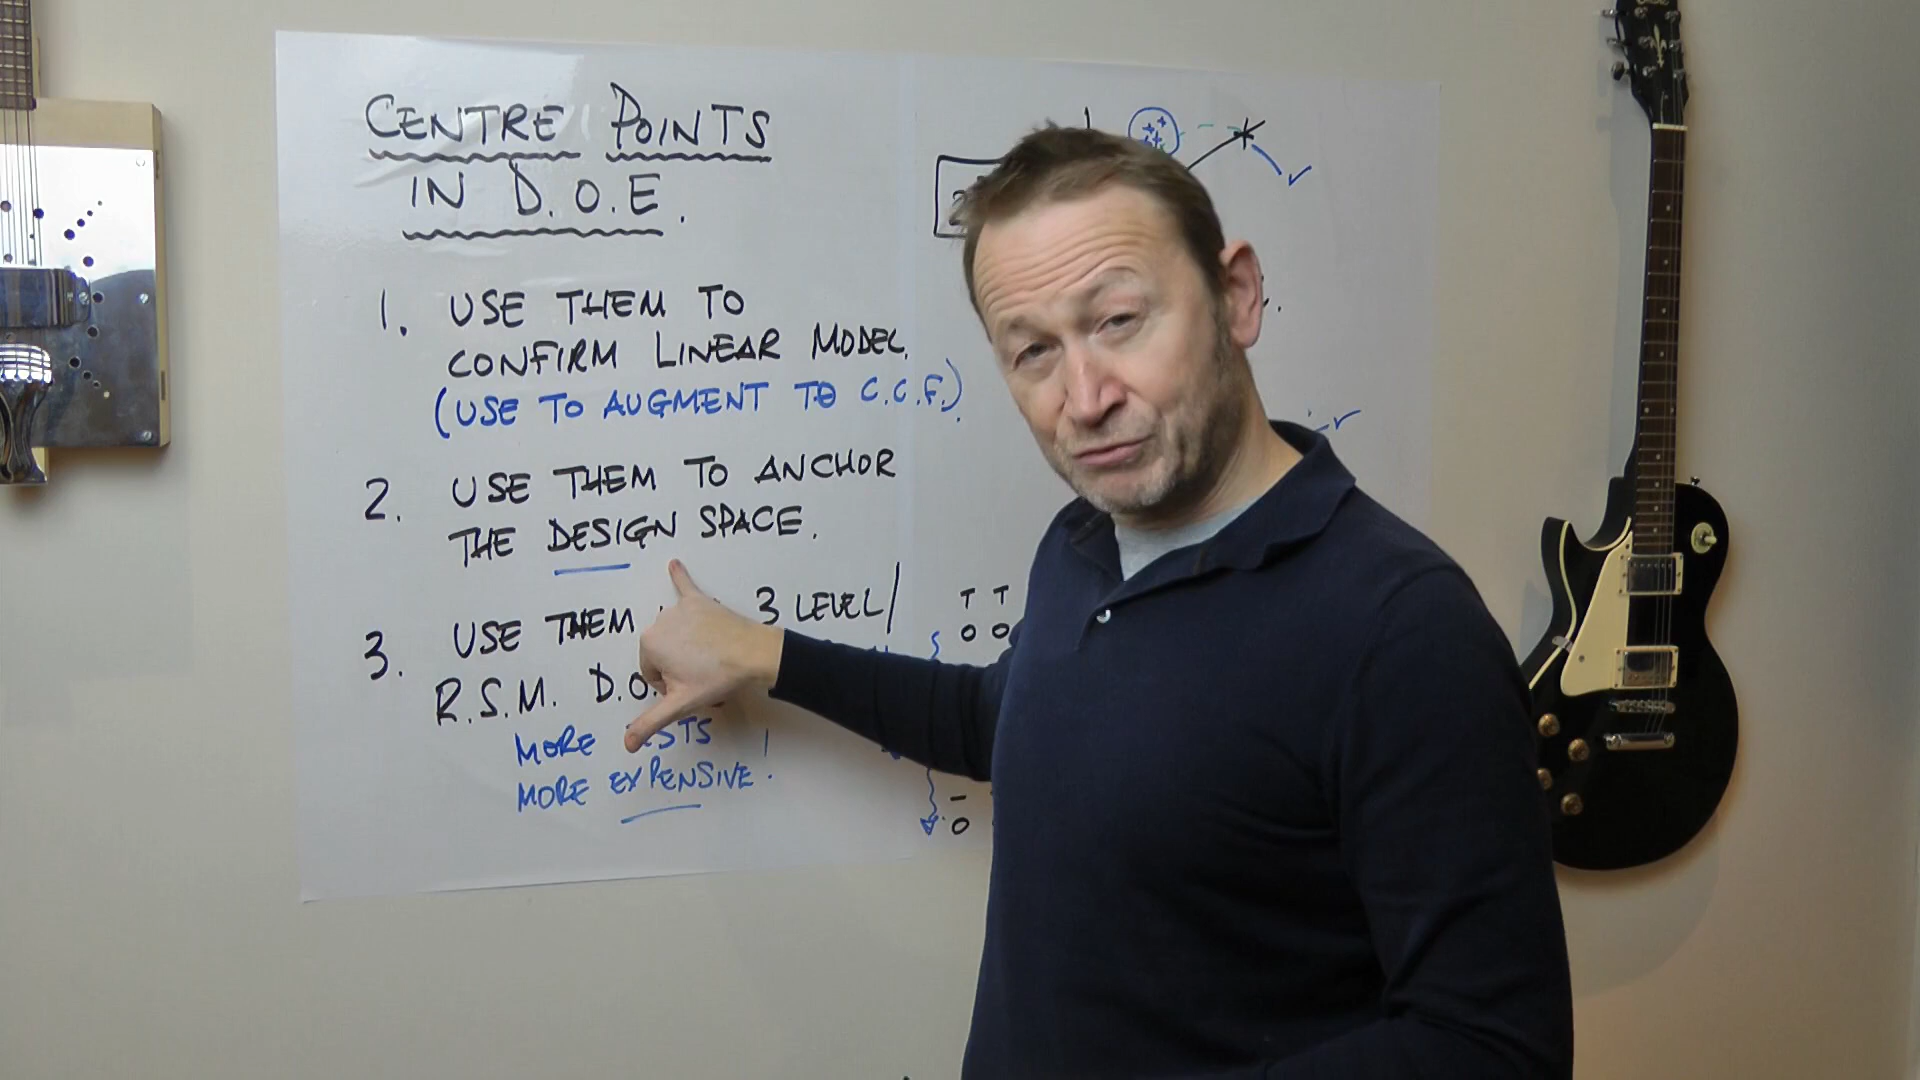 CENTRE POINTS
IN D.O.E.
1. USE THEM TO
CONFIRM LINEAR MODEL.
(USE TO AUGMENT TO C.C.F.).
2. USE THEM TO ANCHOR
THE DESIGN SPACE.
3. USE THEM 3 LEVEL/
R.S.M. D.O.
MORE
MORE EXPENSIVE!
T T
O O
-
O